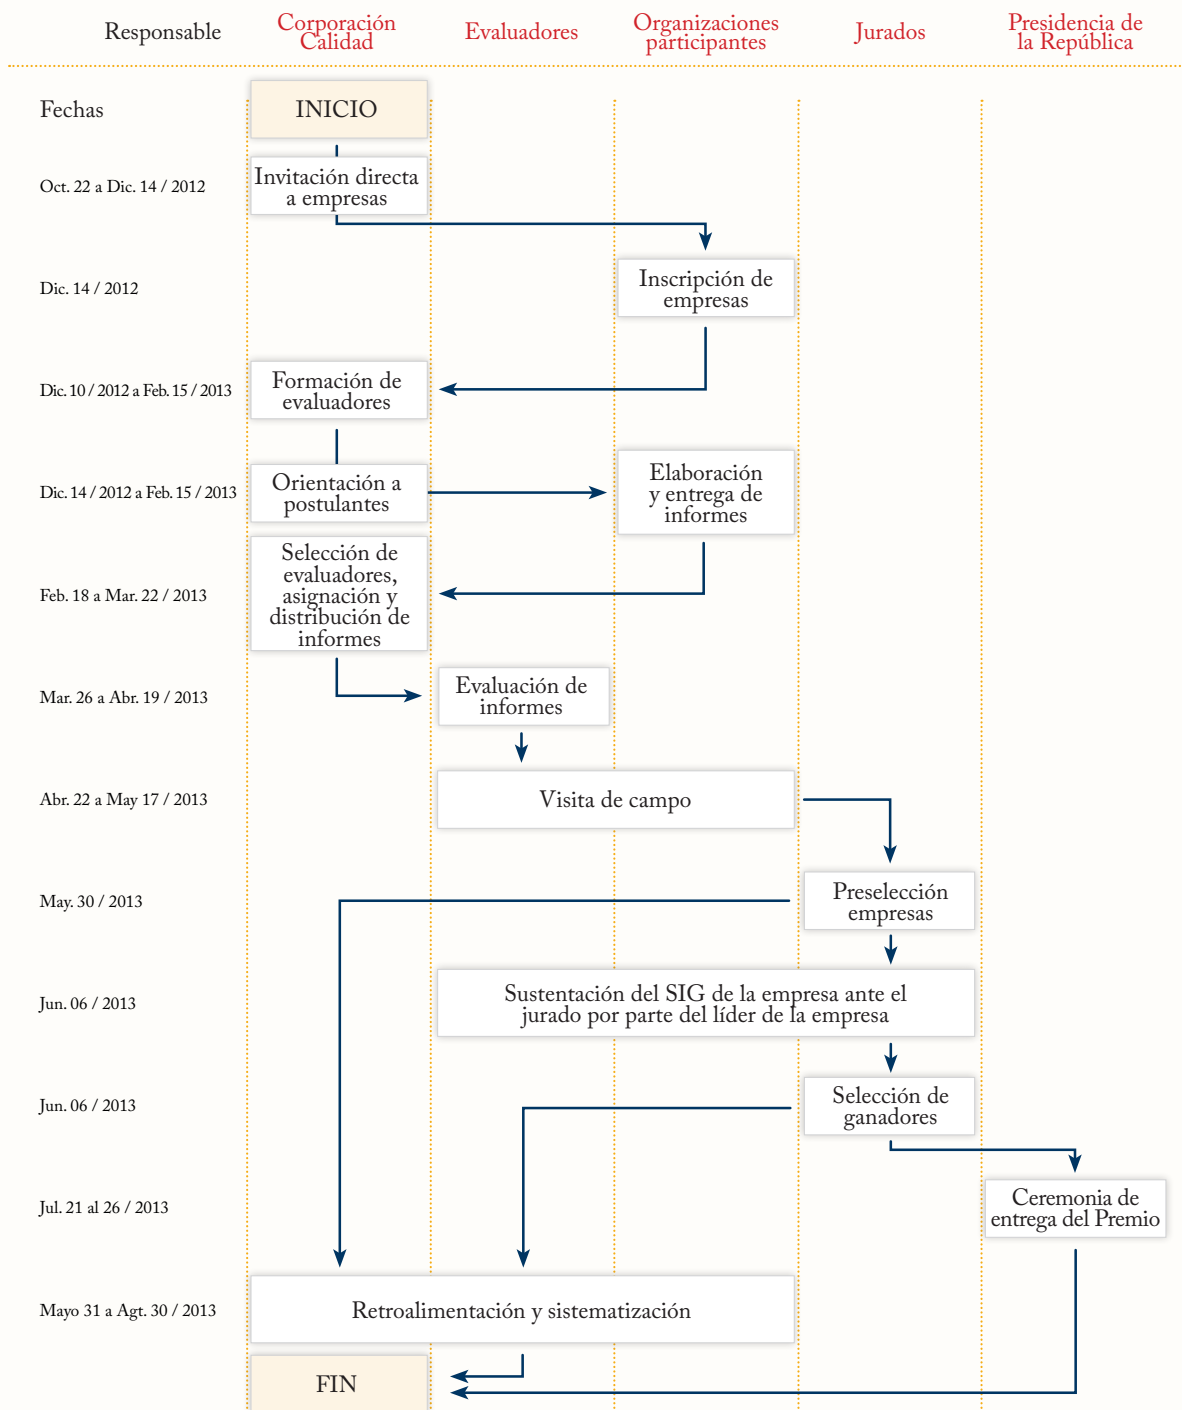 Responsable
Corporación
Calidad
Evaluadores
Organizaciones
participantes
Jurados
Presidencia de
la República
Fechas
INICIO
Oct. 22 a Dic. 14 / 2012
Invitación directa
a empresas
Dic. 14 / 2012
Inscripción de
empresas
Dic. 10 / 2012 a Feb. 15 / 2013
Formación de
evaluadores
Dic. 14 / 2012 a Feb. 15 / 2013
Orientación a
postulantes
Elaboración
y entrega de
informes
Feb. 18 a Mar. 22 / 2013
Selección de
evaluadores,
asignación y
distribución de
informes
Mar. 26 a Abr. 19 / 2013
Evaluación de
informes
Abr. 22 a May 17 / 2013
Visita de campo
May. 30 / 2013
Preselección
empresas
Jun. 06 / 2013
Sustentación del SIG de la empresa ante el
jurado por parte del líder de la empresa
Jun. 06 / 2013
Selección de
ganadores
Jul. 21 al 26 / 2013
Ceremonia de
entrega del Premio
Mayo 31 a Agt. 30 / 2013
Retroalimentación y sistematización
FIN